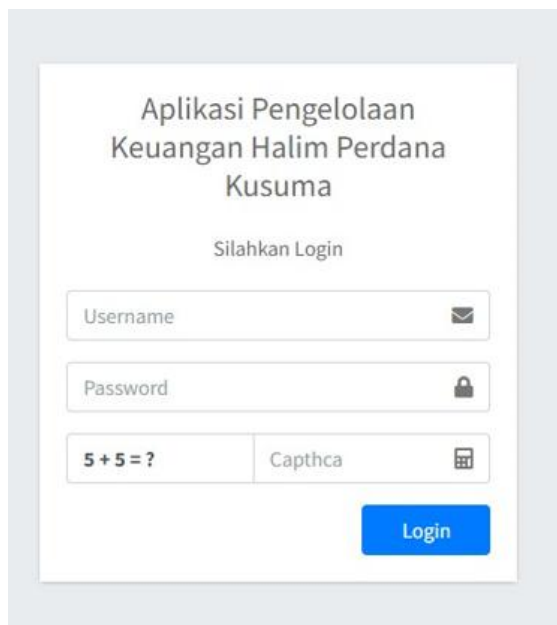 Aplikasi Pengelolaan
Keuangan Halim Perdana
Kusuma
Silahkan Login
Username
Password
5 + 5 = ? Capthca
Login